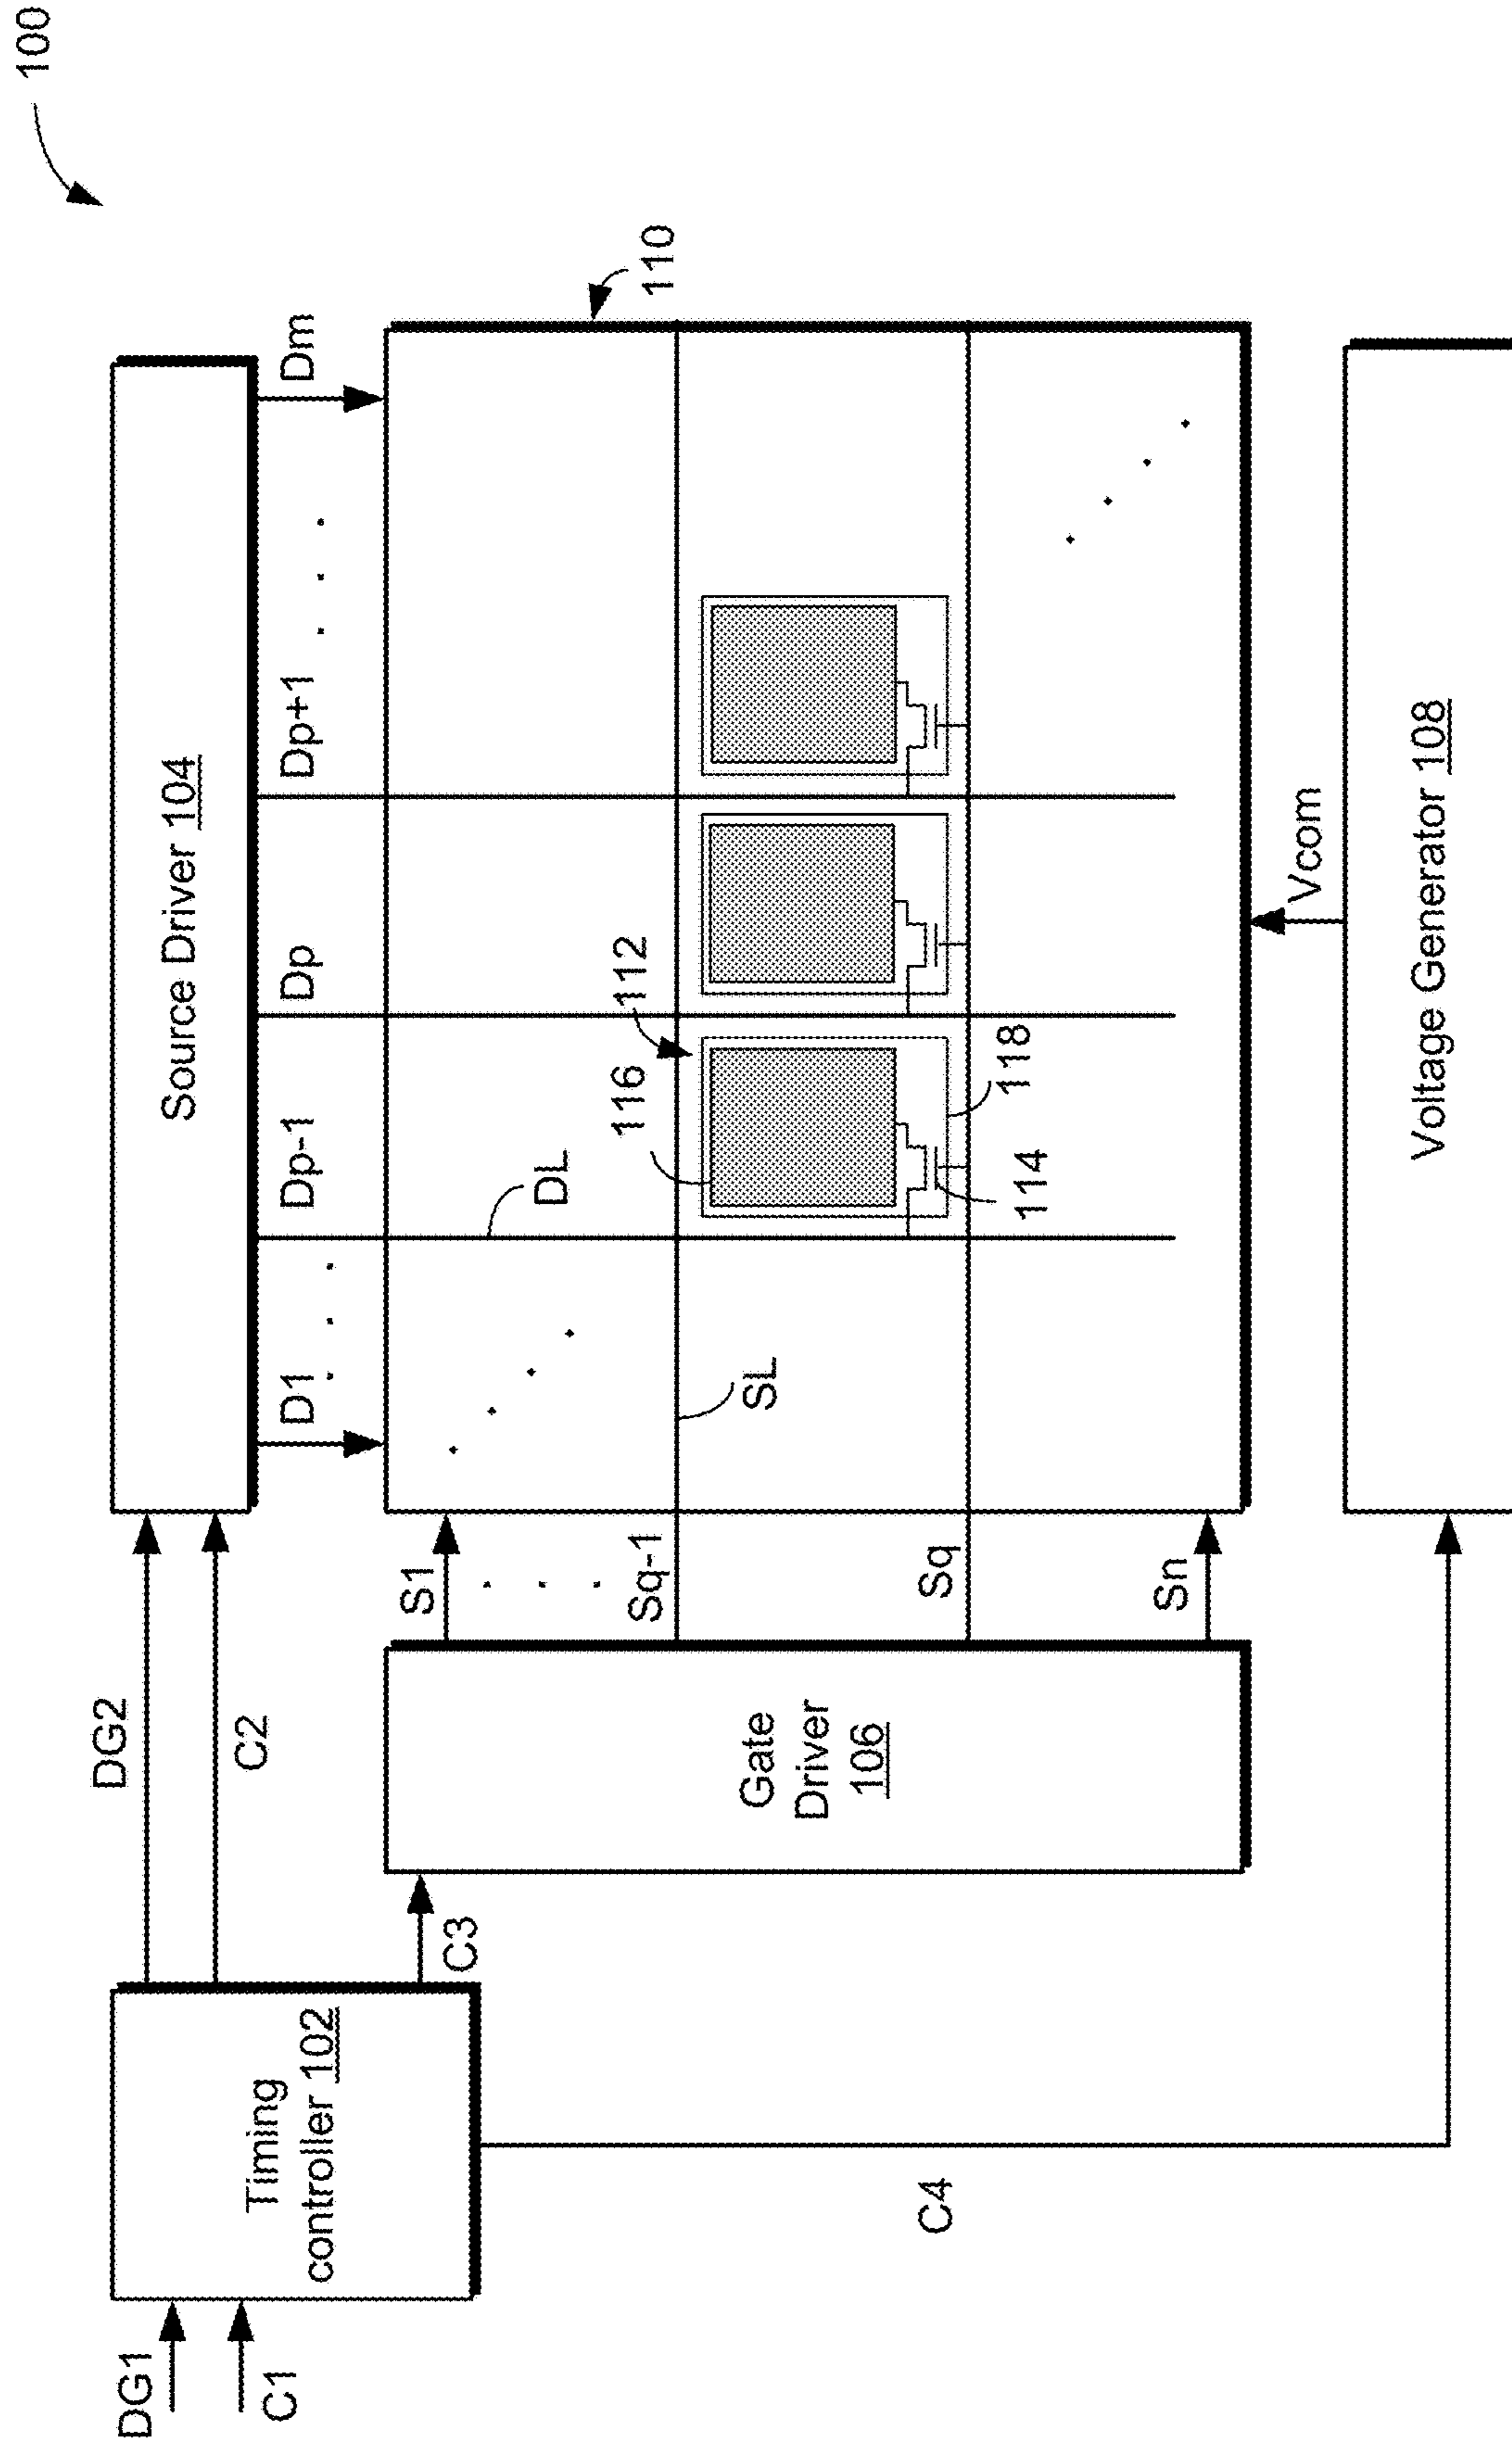 100
Source Driver 104
DG1
C1
Timing
controller 102
DG2
C2
C3
C4
D1
Dp-1
Dp
Dp+1
Dm
110
Gate
Driver
106
S1
Sq-1
Sq
Sn
DL
SL
116
112
114
118
Vcom
Voltage Generator 108